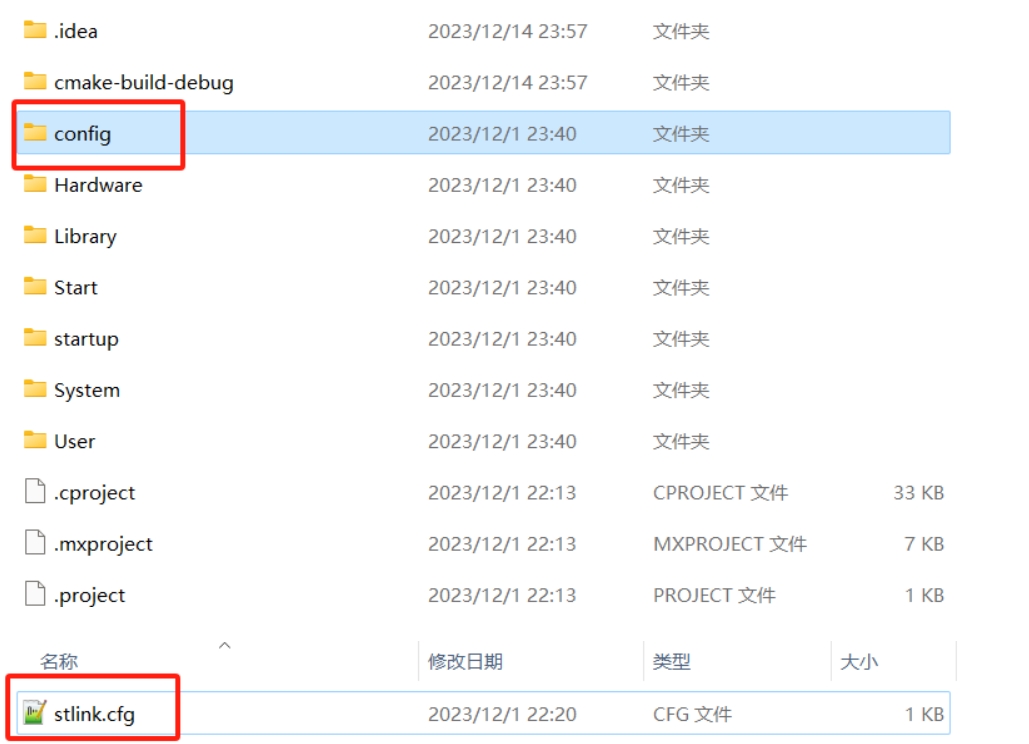 .idea 2023/12/14 23:57 文件夹
cmake-build-debug 2023/12/14 23:57 文件夹
config 2023/12/1 23:40 文件夹
Hardware 2023/12/1 23:40 文件夹
Library 2023/12/1 23:40 文件夹
Start 2023/12/1 23:40 文件夹
startup 2023/12/1 23:40 文件夹
System 2023/12/1 23:40 文件夹
User 2023/12/1 23:40 文件夹
.cproject 2023/12/1 22:13 CPROJECT 文件 33 KB
.mxproject 2023/12/1 22:13 MXPROJECT 文件 7 KB
.project 2023/12/1 22:13 PROJECT 文件 1 KB
名称 修改日期 类型 大小
stlink.cfg 2023/12/1 22:20 CFG 文件 1 KB